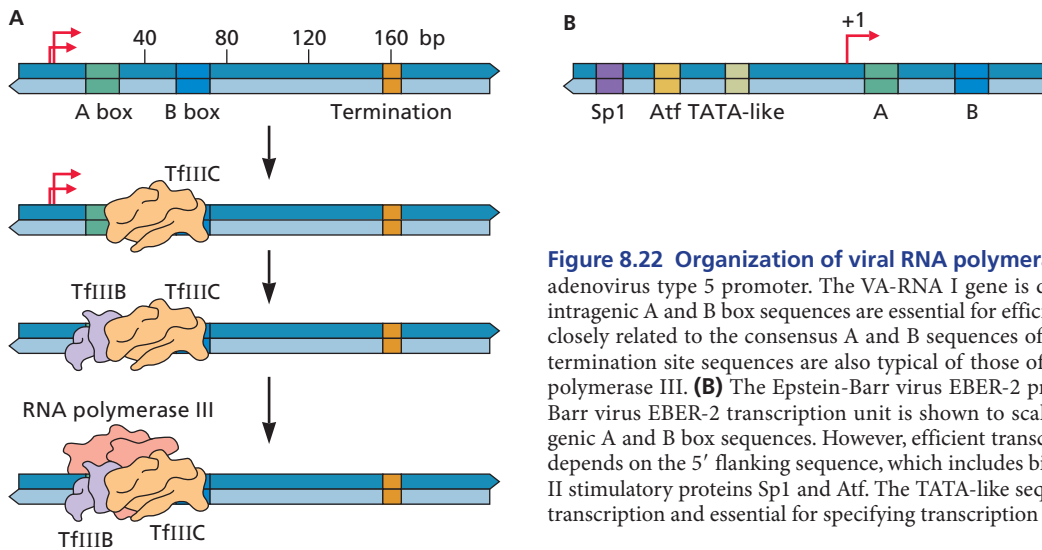 A
40 80 120 160 bp
A box B box Termination
TfIIIC
TfIIIB TfIIIC
RNA polymerase III
TfIIIB TfIIIC
B
+1
Sp1 Atf TATA-like A B
Figure 8.22 Organization of viral RNA polymera
adenovirus type 5 promoter. The VA-RNA I gene is d
intragenic A and B box sequences are essential for effici
closely related to the consensus A and B sequences of
termination site sequences are also typical of those of
polymerase III. (B) The Epstein-Barr virus EBER-2 pr
Barr virus EBER-2 transcription unit is shown to scal
genic A and B box sequences. However, efficient transc
depends on the 5′ flanking sequence, which includes bi
II stimulatory proteins Sp1 and Atf. The TATA-like seq
transcription and essential for specifying transcription